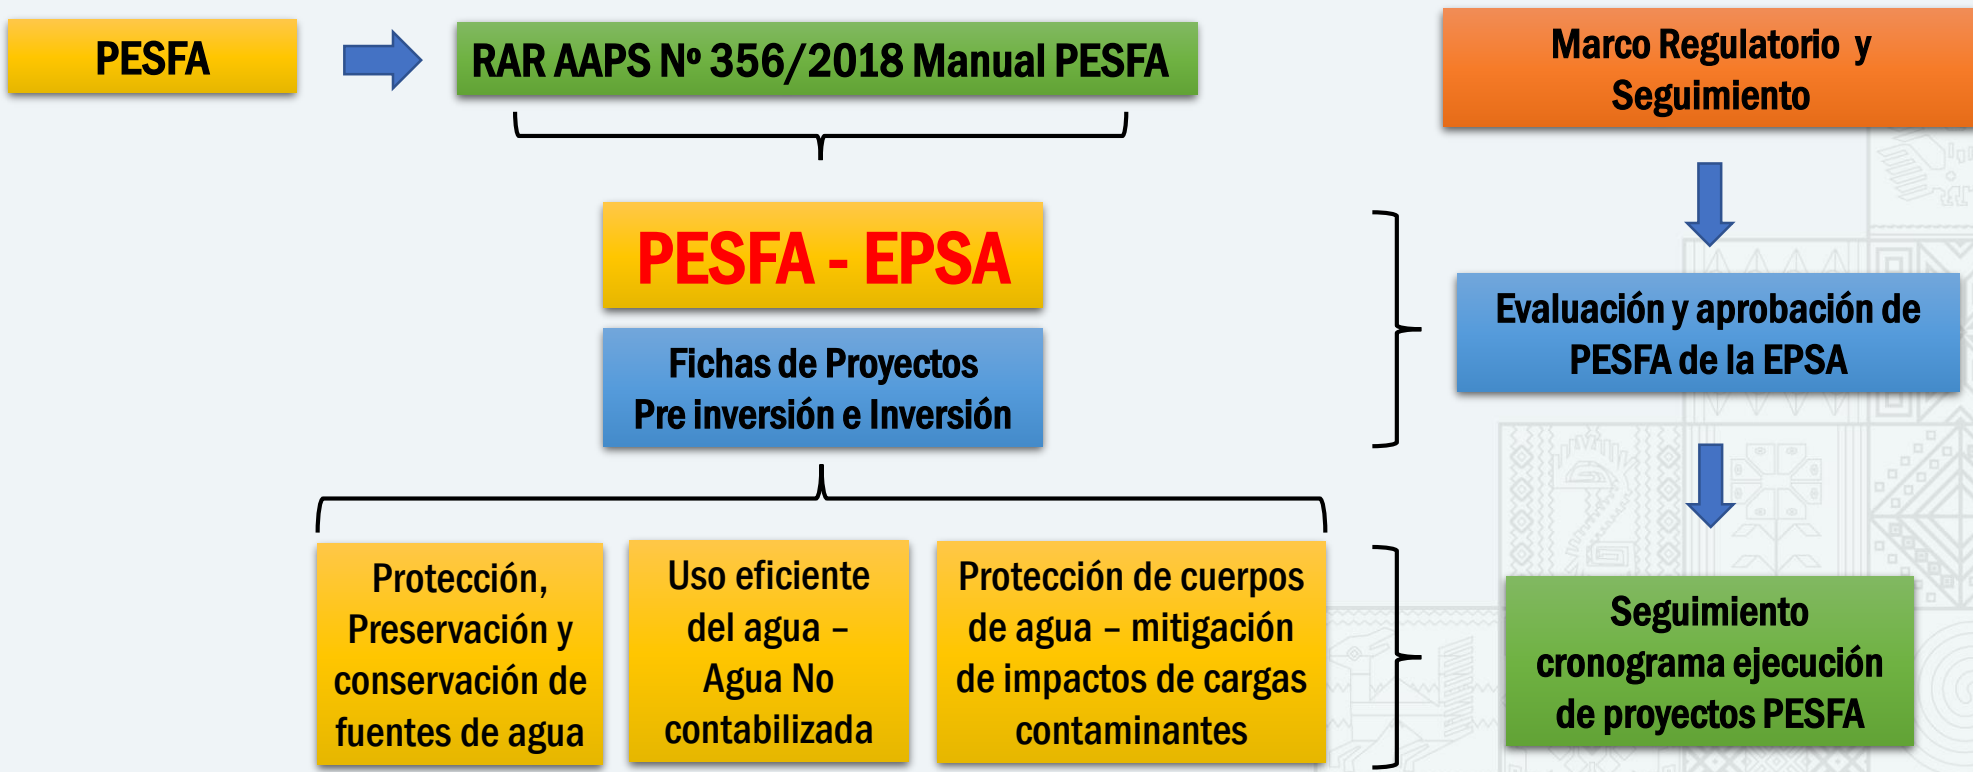 PESFA
RAR AAPS Nº 356/2018 Manual PESFA
Marco Regulatorio y
Seguimiento
PESFA - EPSA
Fichas de Proyectos
Pre inversión e Inversión
Evaluación y aprobación de
PESFA de la EPSA
Protección,
Preservación y
conservación de
fuentes de agua
Uso eficiente
del agua –
Agua No
contabilizada
Protección de cuerpos
de agua – mitigación
de impactos de cargas
contaminantes
Seguimiento
cronograma ejecución
de proyectos PESFA